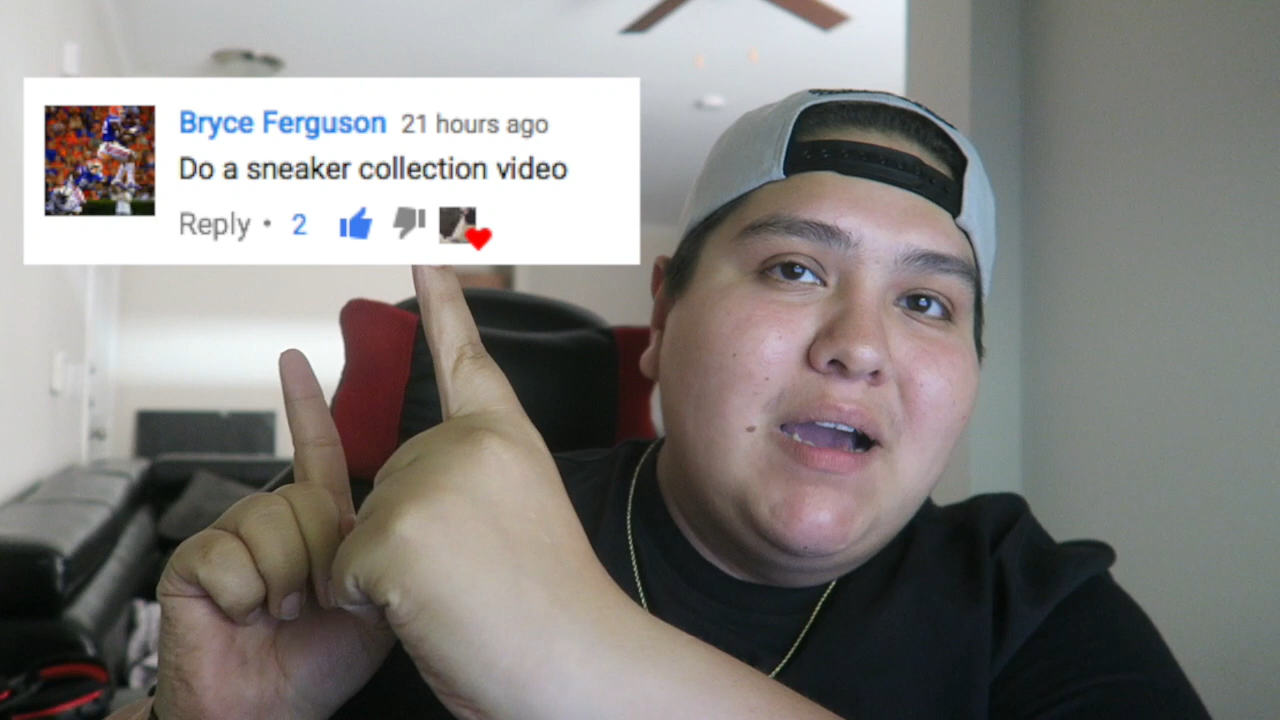 Bryce Ferguson 21 hours ago
Do a sneaker collection video
Reply • 2